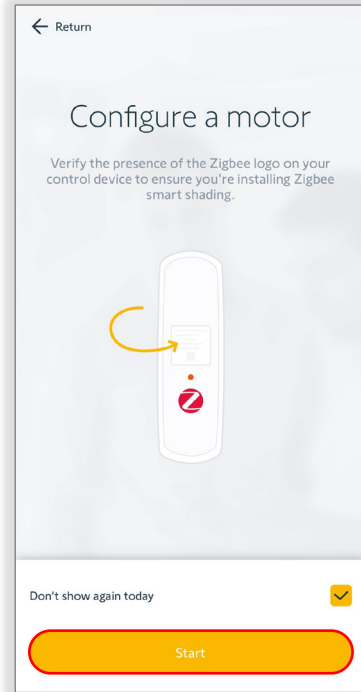 Return
Configure a motor
Verify the presence of the Zigbee logo on your
control device to ensure you're installing Zigbee
smart shading.
Don't show again today
Start